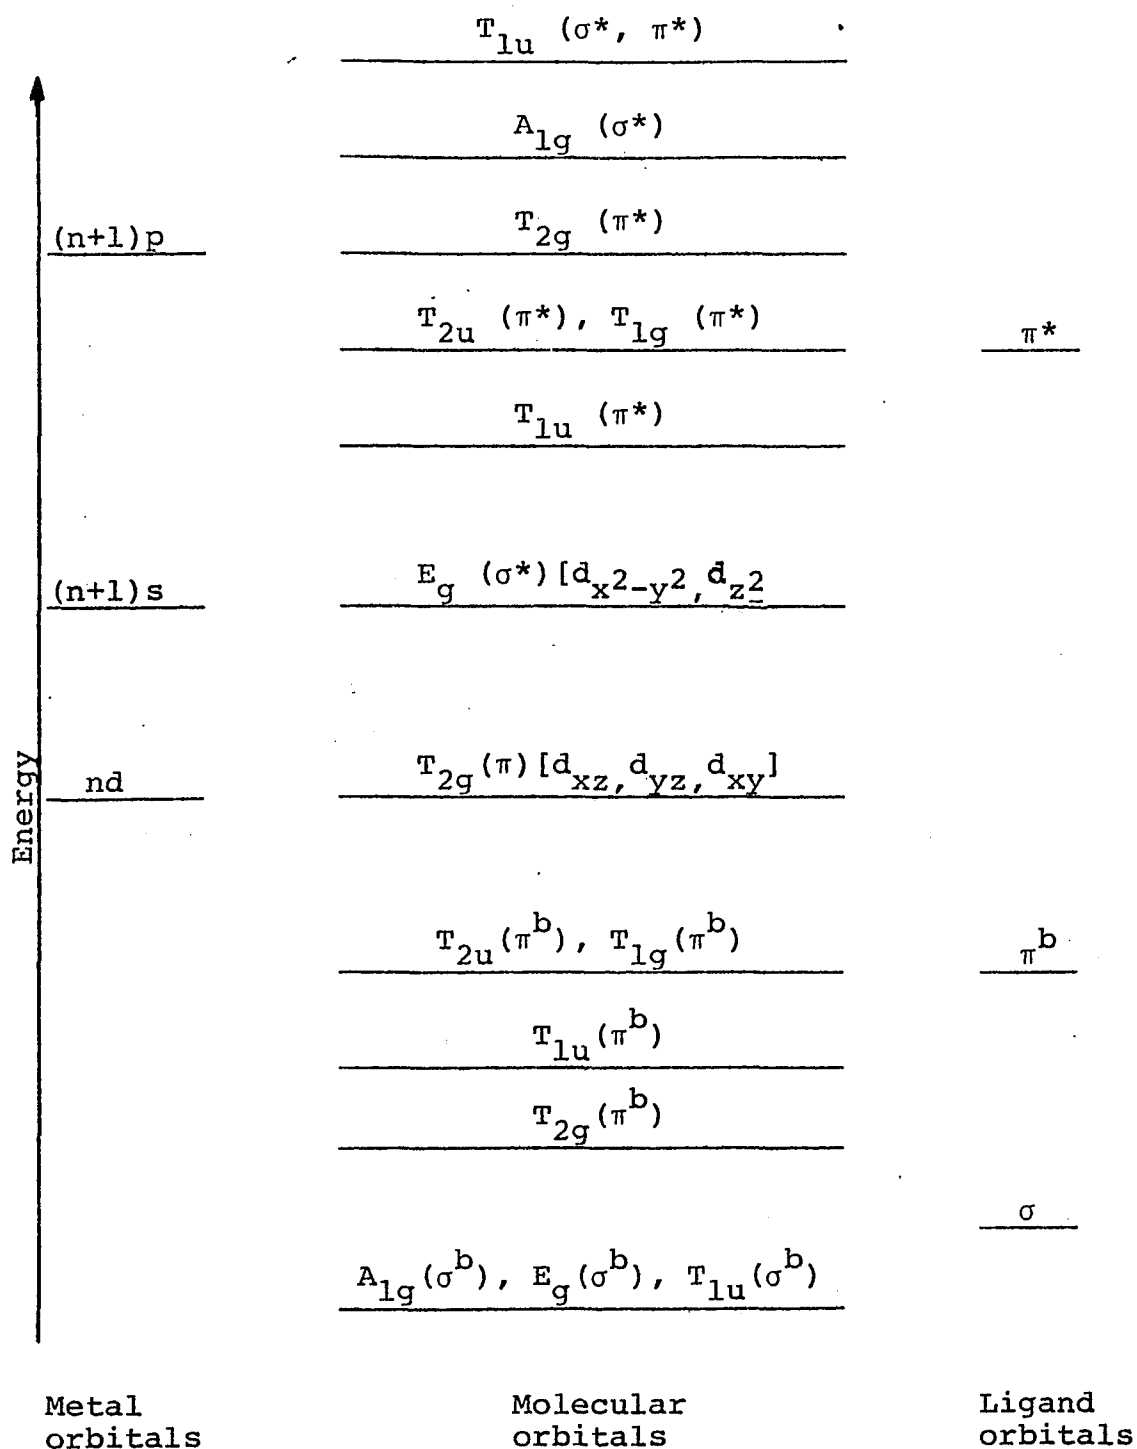 T1u (σ*, π*)
A1g (σ*)
(n+1)p
T2g (π*)
T2u (π*), T1g (π*)
π*
T1u (π*)
(n+1)s
Eg (σ*)[dx²-y², dz²
nd
T2g(π)[dxz, dyz, dxy]
Energy
T2u(πᵇ), T1g(πᵇ)
πᵇ
T1u(πᵇ)
T2g(πᵇ)
σ
A1g(σᵇ), Eg(σᵇ), T1u(σᵇ)
Metal
orbitals
Molecular
orbitals
Ligand
orbitals